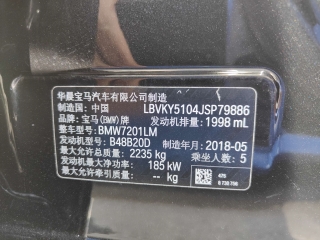 华晨宝马汽车有限公司制造
制造国：中国 LBVKY5104JSP79886
品牌：宝马(BMW)牌 发动机排量：1998 mL
整车型号：BMW7201LM
发动机型号：B48B20D 制造年月：2018-05
最大允许总质量：2235 kg 乘坐人数：5
发动机最大净功率：185 kW
最大允许牵引质量：-- kg